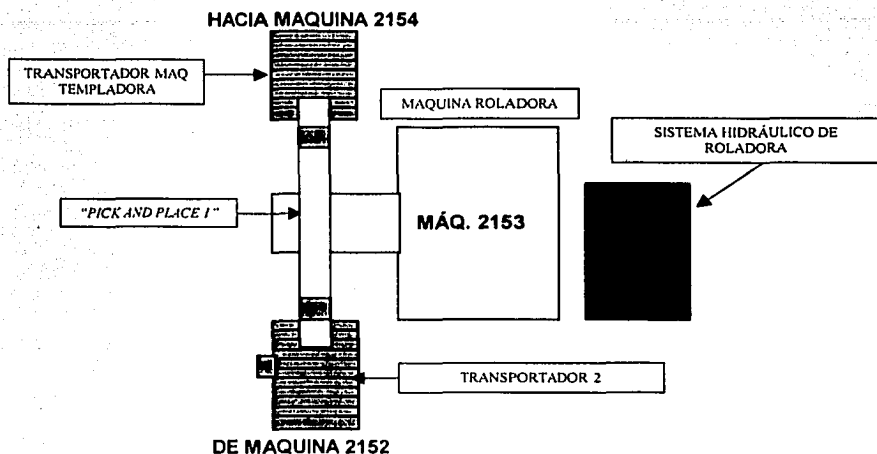 HACIA MAQUINA 2154
TRANSPORTADOR MAQ
TEMPLADORA
MAQUINA ROLADORA
SISTEMA HIDRÁULICO DE
ROLADORA
"PICK AND PLACE 1"
MÁQ. 2153
TRANSPORTADOR 2
DE MAQUINA 2152